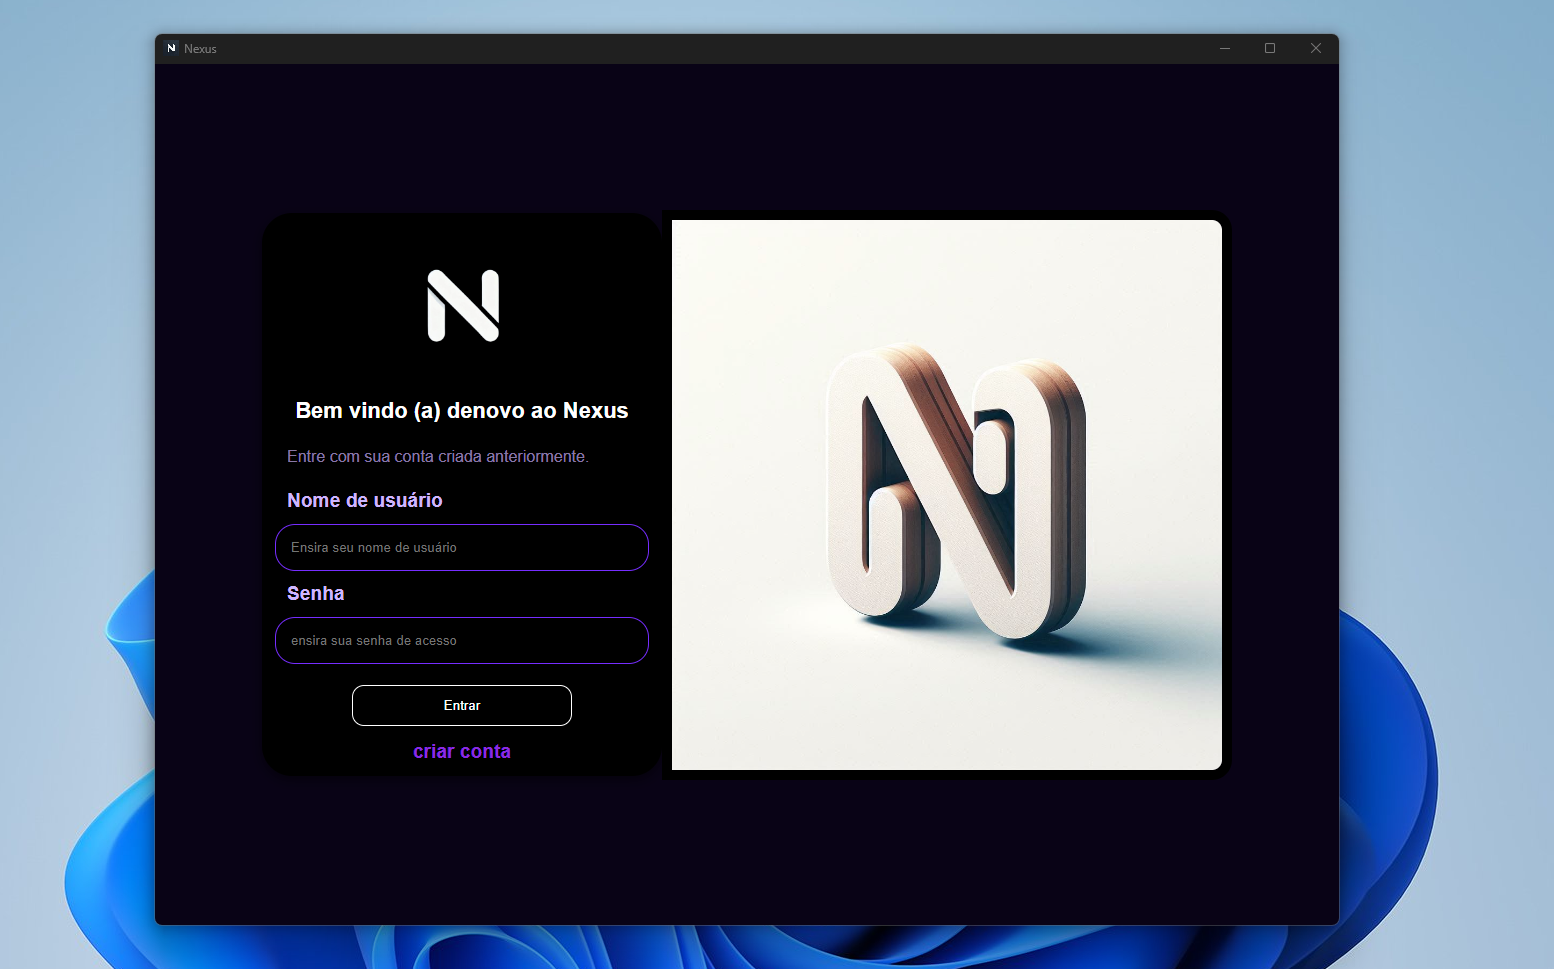 Nexus
Bem vindo (a) denovo ao Nexus
Entre com sua conta criada anteriormente.
Nome de usuário
Ensira seu nome de usuário
Senha
ensira sua senha de acesso
Entrar
criar conta